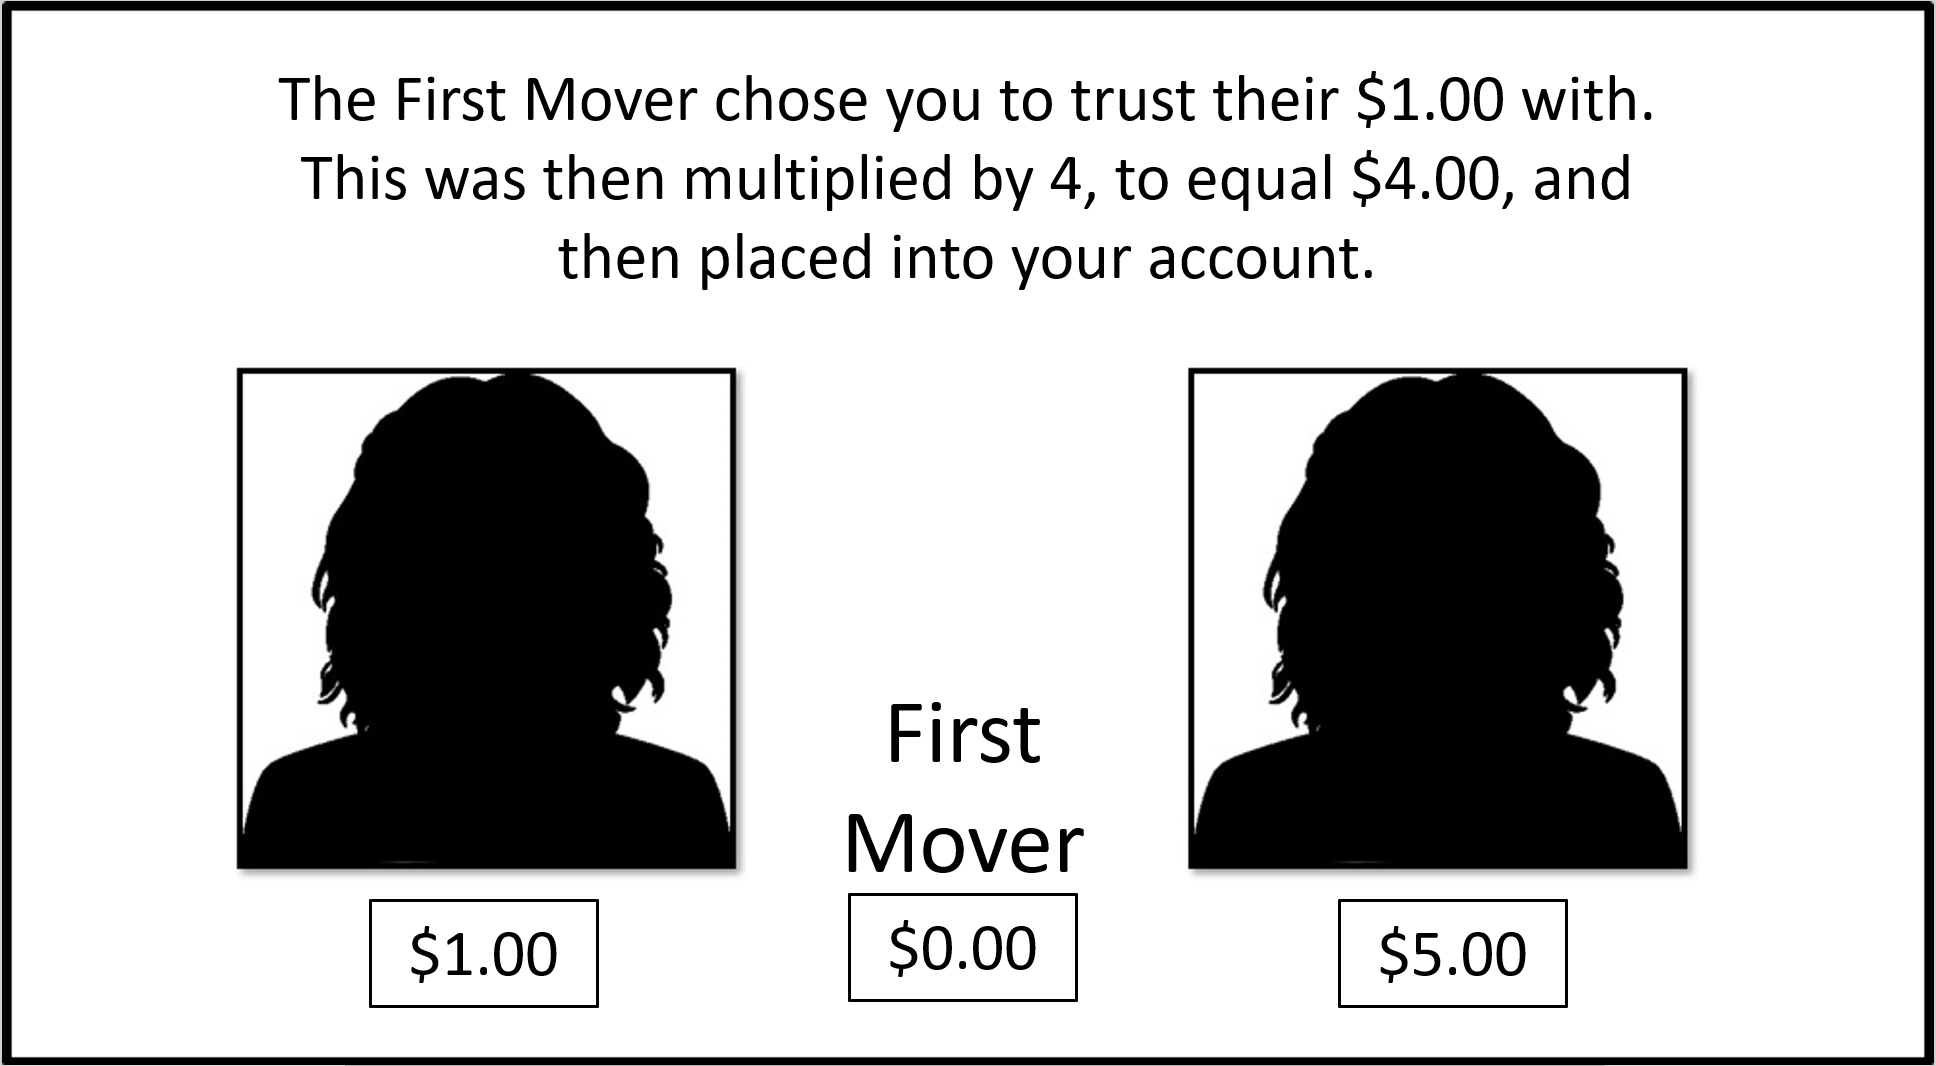 The First Mover chose you to trust their $1.00 with.
This was then multiplied by 4, to equal $4.00, and
then placed into your account.
First
Mover
$1.00
$0.00
$5.00